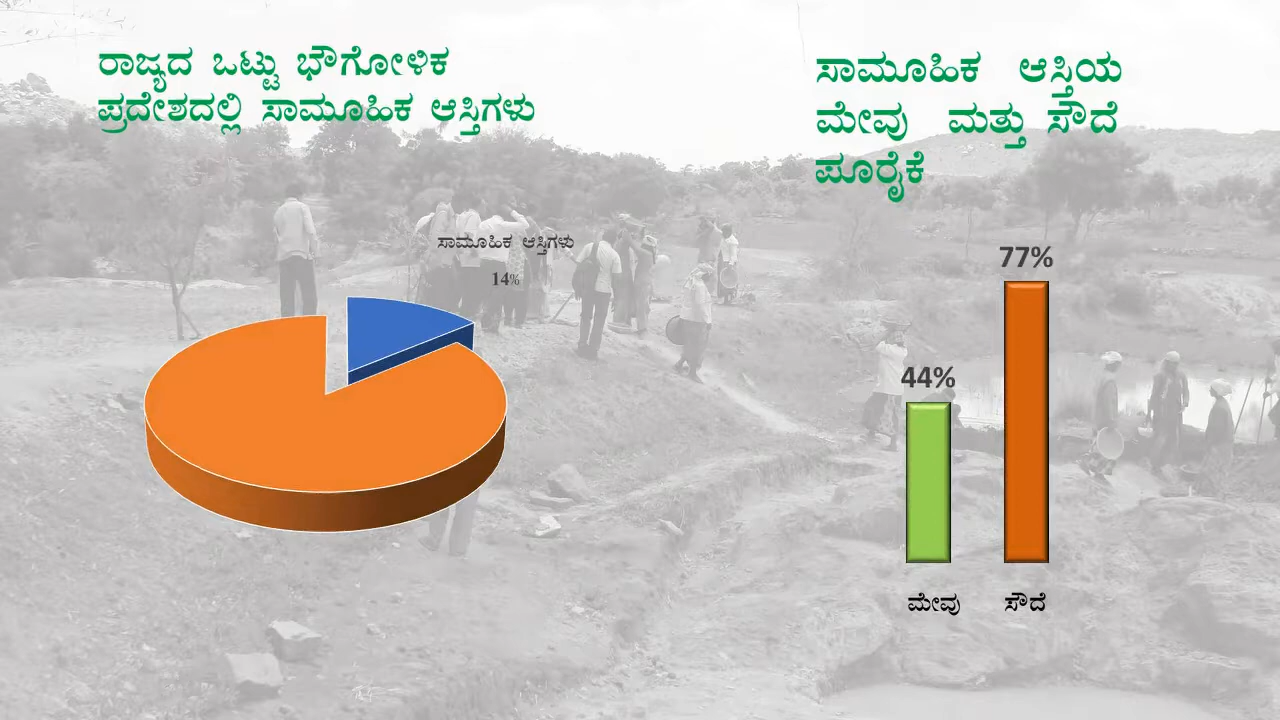 ರಾಜ್ಯದ ಒಟ್ಟು ಭೌಗೋಳಿಕ
ಪ್ರದೇಶದಲ್ಲಿ ಸಾಮೂಹಿಕ ಆಸ್ತಿಗಳು
ಸಾಮೂಹಿಕ ಆಸ್ತಿಗಳು
14%
ಸಾಮೂಹಿಕ ಆಸ್ತಿಯ
ಮೇವು ಮತ್ತು ಸೌದೆ
ಪೂರೈಕೆ
77%
44%
ಮೇವು ಸೌದೆ